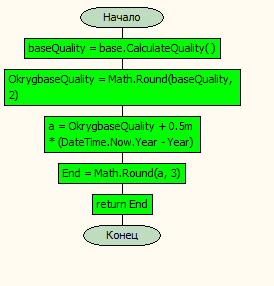 Начало
baseQuality = base.CalculateQuality( )
OkrygbaseQuality = Math.Round(baseQuality,
2)
a = OkrygbaseQuality + 0.5m
* (DateTime.Now.Year - Year)
End = Math.Round(a, 3)
return End
Конец